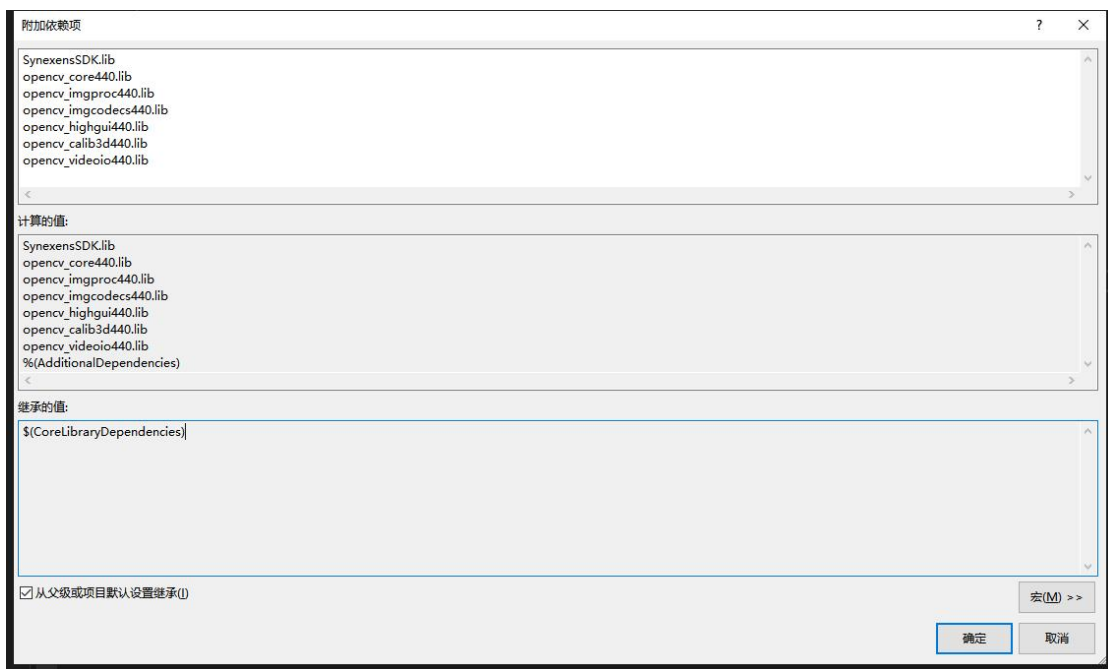 附加依赖项
? ×
SynexensSDK.lib
opencv_core440.lib
opencv_imgproc440.lib
opencv_imgcodecs440.lib
opencv_highgui440.lib
opencv_calib3d440.lib
opencv_videoio440.lib
计算的值:
SynexensSDK.lib
opencv_core440.lib
opencv_imgproc440.lib
opencv_imgcodecs440.lib
opencv_highgui440.lib
opencv_calib3d440.lib
opencv_videoio440.lib
%(AdditionalDependencies)
继承的值:
$(CoreLibraryDependencies)
从父级或项目默认设置继承(I)
宏(M) >>
确定
取消